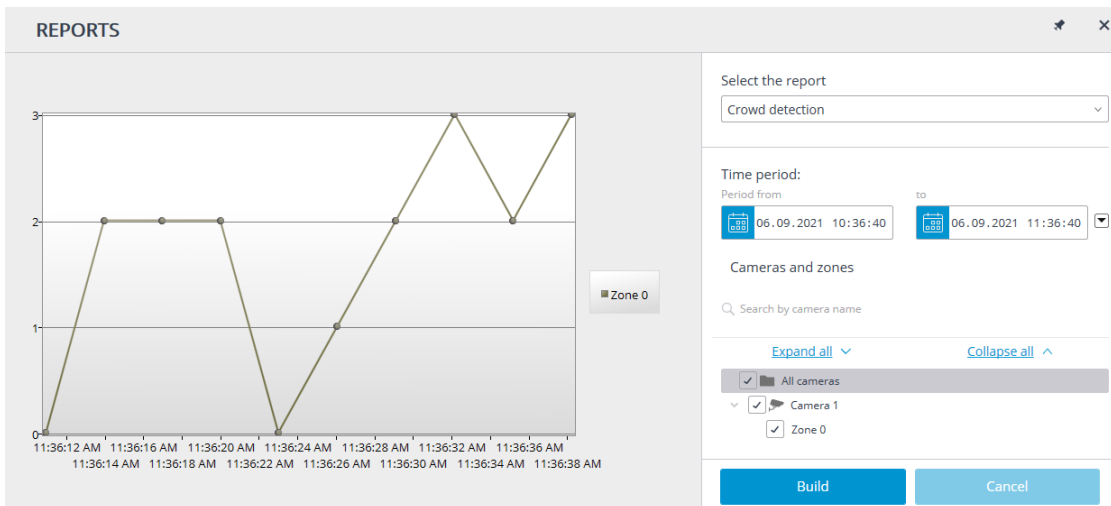 REPORTS
3
2
1
0
11:36:12 AM 11:36:16 AM 11:36:20 AM 11:36:24 AM 11:36:28 AM 11:36:32 AM 11:36:36 AM
11:36:14 AM 11:36:18 AM 11:36:22 AM 11:36:26 AM 11:36:30 AM 11:36:34 AM 11:36:38 AM
Zone 0
Select the report
Crowd detection
Time period:
Period from to
06.09.2021 10:36:40 06.09.2021 11:36:40
Cameras and zones
Search by camera name
Expand all Collapse all
All cameras
Camera 1
Zone 0
Build Cancel